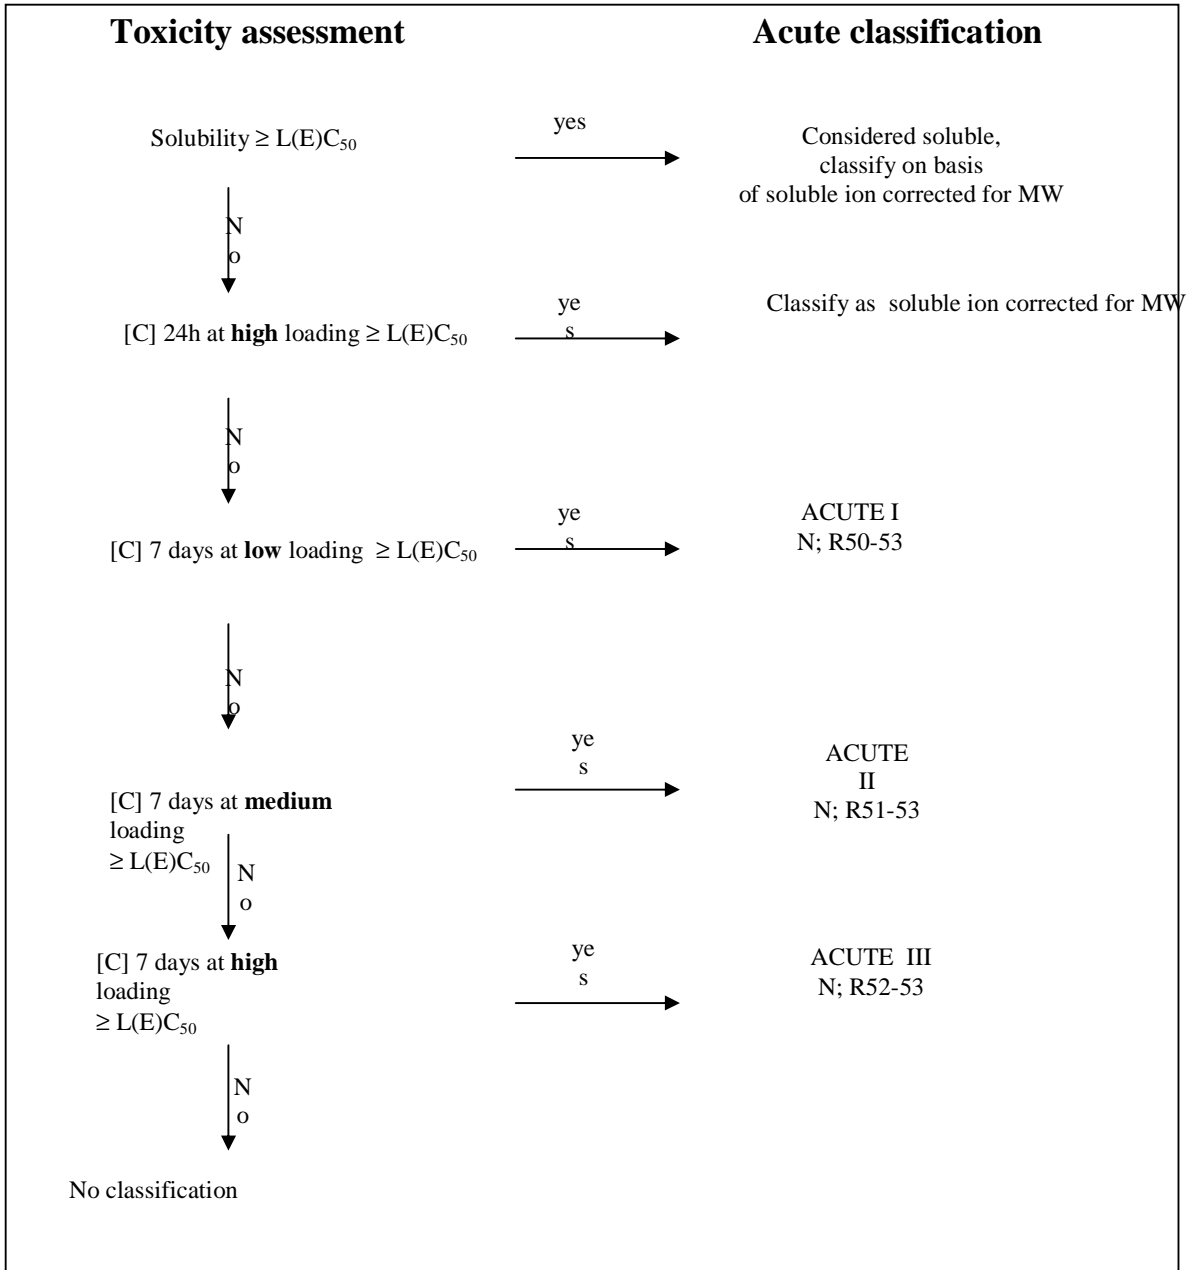 Toxicity assessment
Acute classification
Solubility ≥ L(E)C50
yes
Considered soluble,
classify on basis
of soluble ion corrected for MW
N
o
[C] 24h at high loading ≥ L(E)C50
ye
s
Classify as soluble ion corrected for MW
N
o
[C] 7 days at low loading ≥ L(E)C50
ye
s
ACUTE I
N; R50-53
N
o
[C] 7 days at medium
loading
≥ L(E)C50
ye
s
ACUTE
II
N; R51-53
N
o
[C] 7 days at high
loading
≥ L(E)C50
ye
s
ACUTE III
N; R52-53
N
o
No classification